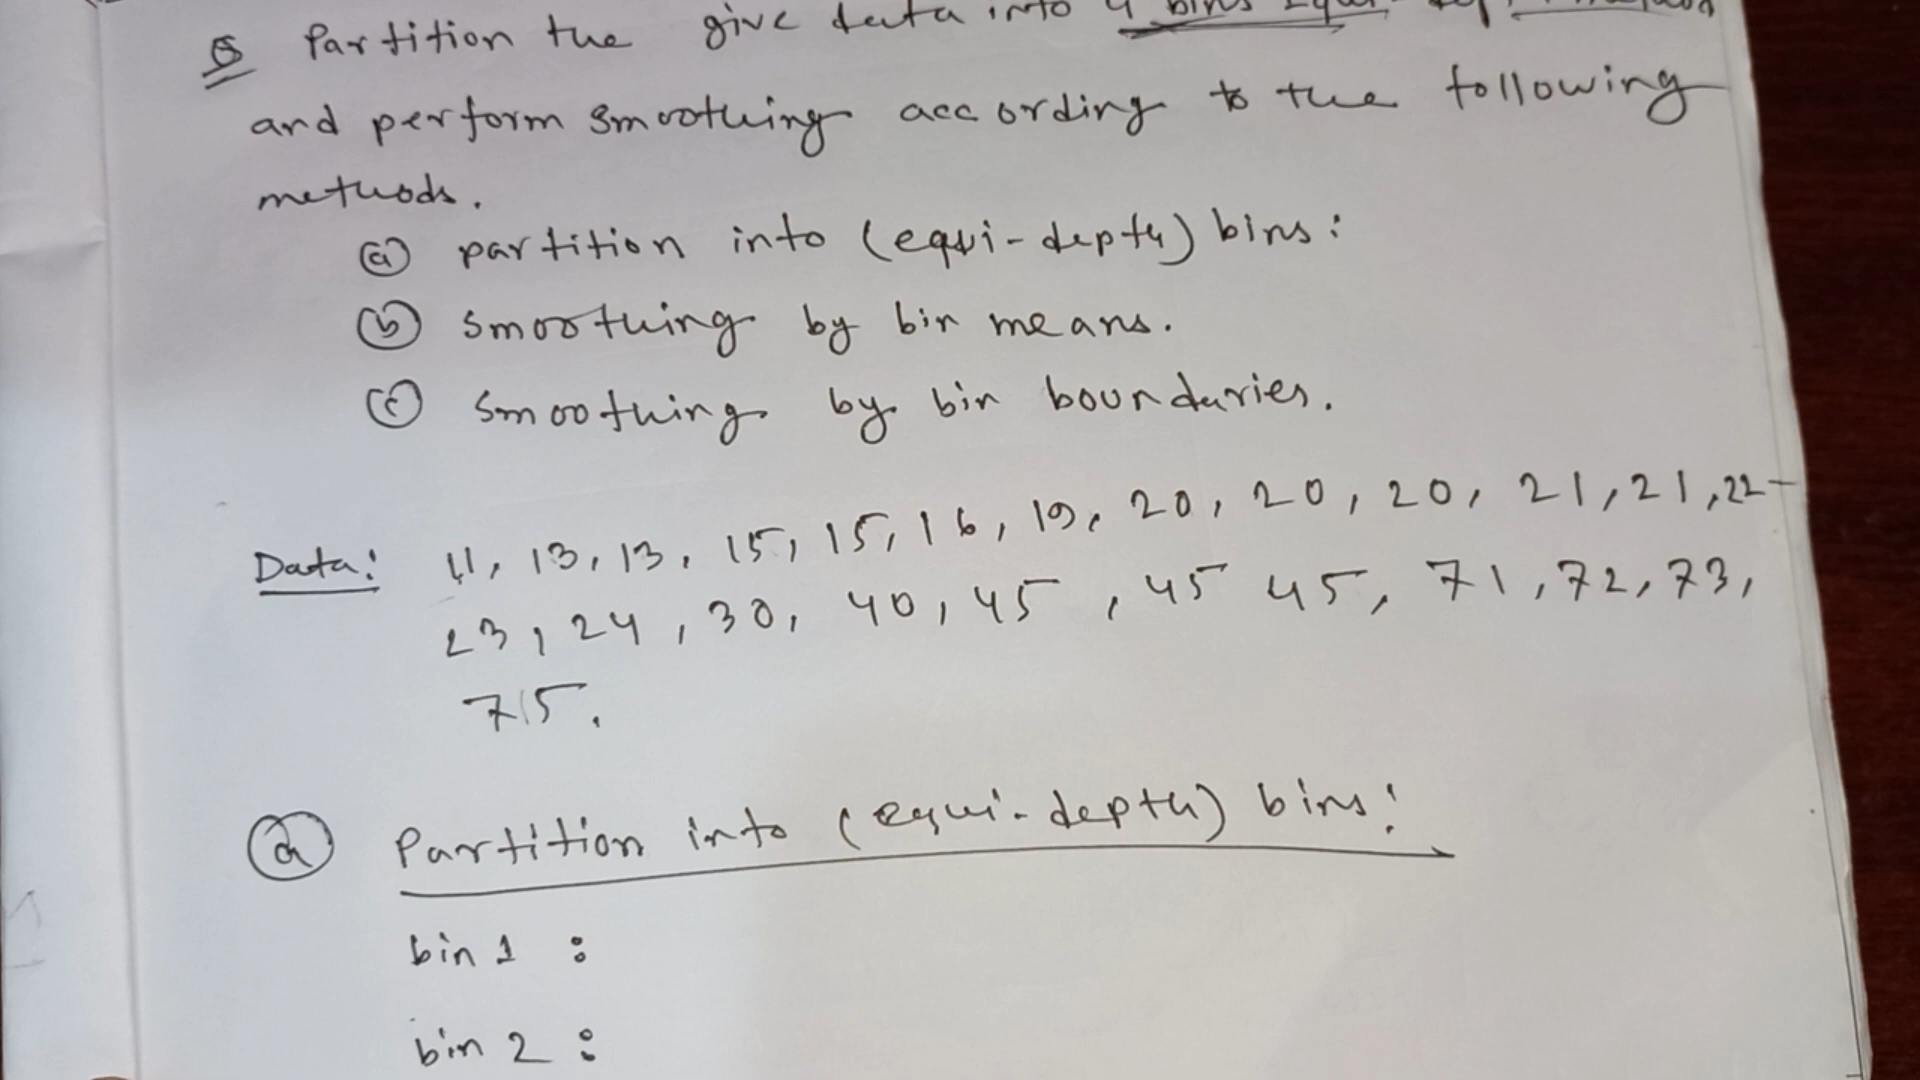 Q Partition the give data into 4 bins
and perform smoothing according to the following
methods.
(a) partition into (equi-depth) bins:
(b) smoothing by bin means.
(c) smoothing by bin boundaries.
Data: 11, 13, 13, 15, 15, 16, 19, 20, 20, 20, 21, 21, 22
23, 24, 30, 40, 45, 45 45, 71, 72, 73,
75.
(a) Partition into (equi-depth) bins:
bin 1 :
bin 2 :